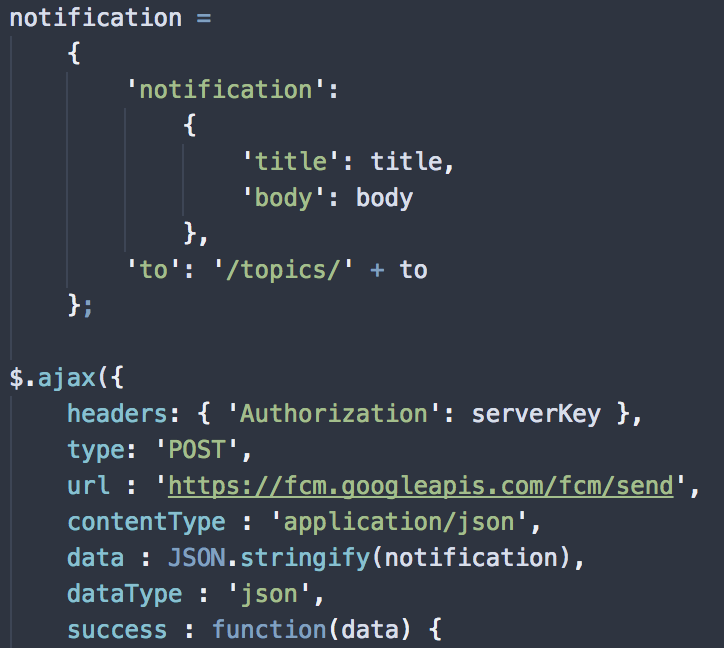 notification =
{
'notification':
{
'title': title,
'body': body
},
'to': '/topics/' + to
};
$.ajax({
headers: { 'Authorization': serverKey },
type: 'POST',
url : 'https://fcm.googleapis.com/fcm/send',
contentType : 'application/json',
data : JSON.stringify(notification),
dataType : 'json',
success : function(data) {